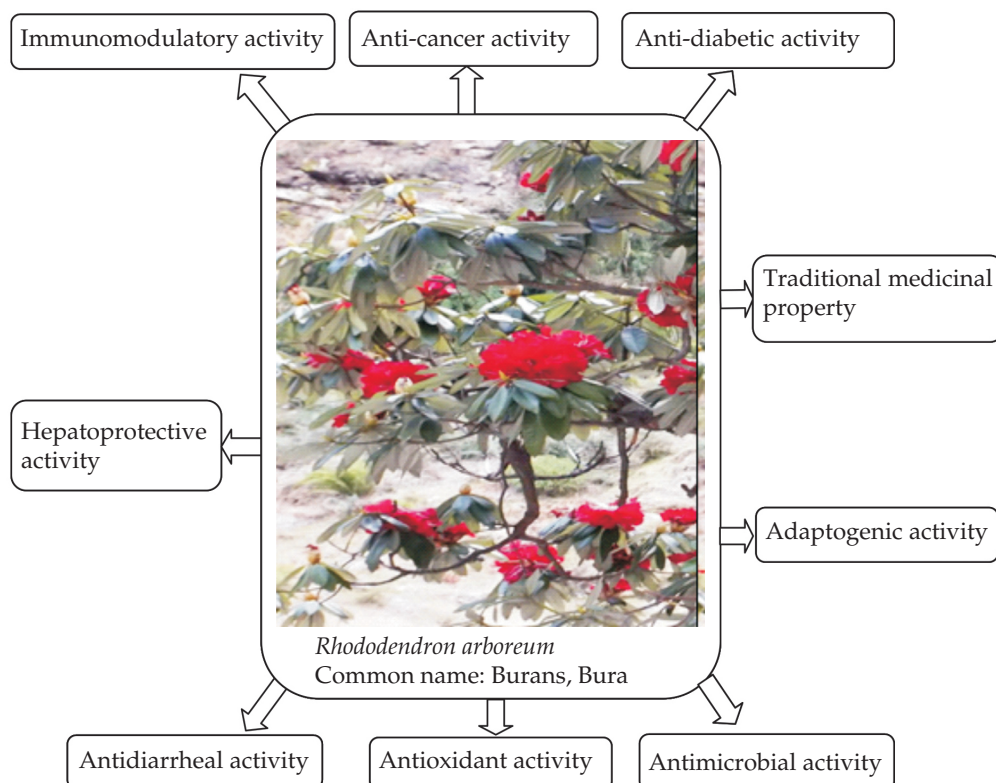 Immunomodulatory activity
Anti-cancer activity
Anti-diabetic activity
Traditional medicinal
property
Hepatoprotective
activity
Adaptogenic activity
Rhododendron arboreum
Common name: Burans, Bura
Antidiarrheal activity
Antioxidant activity
Antimicrobial activity